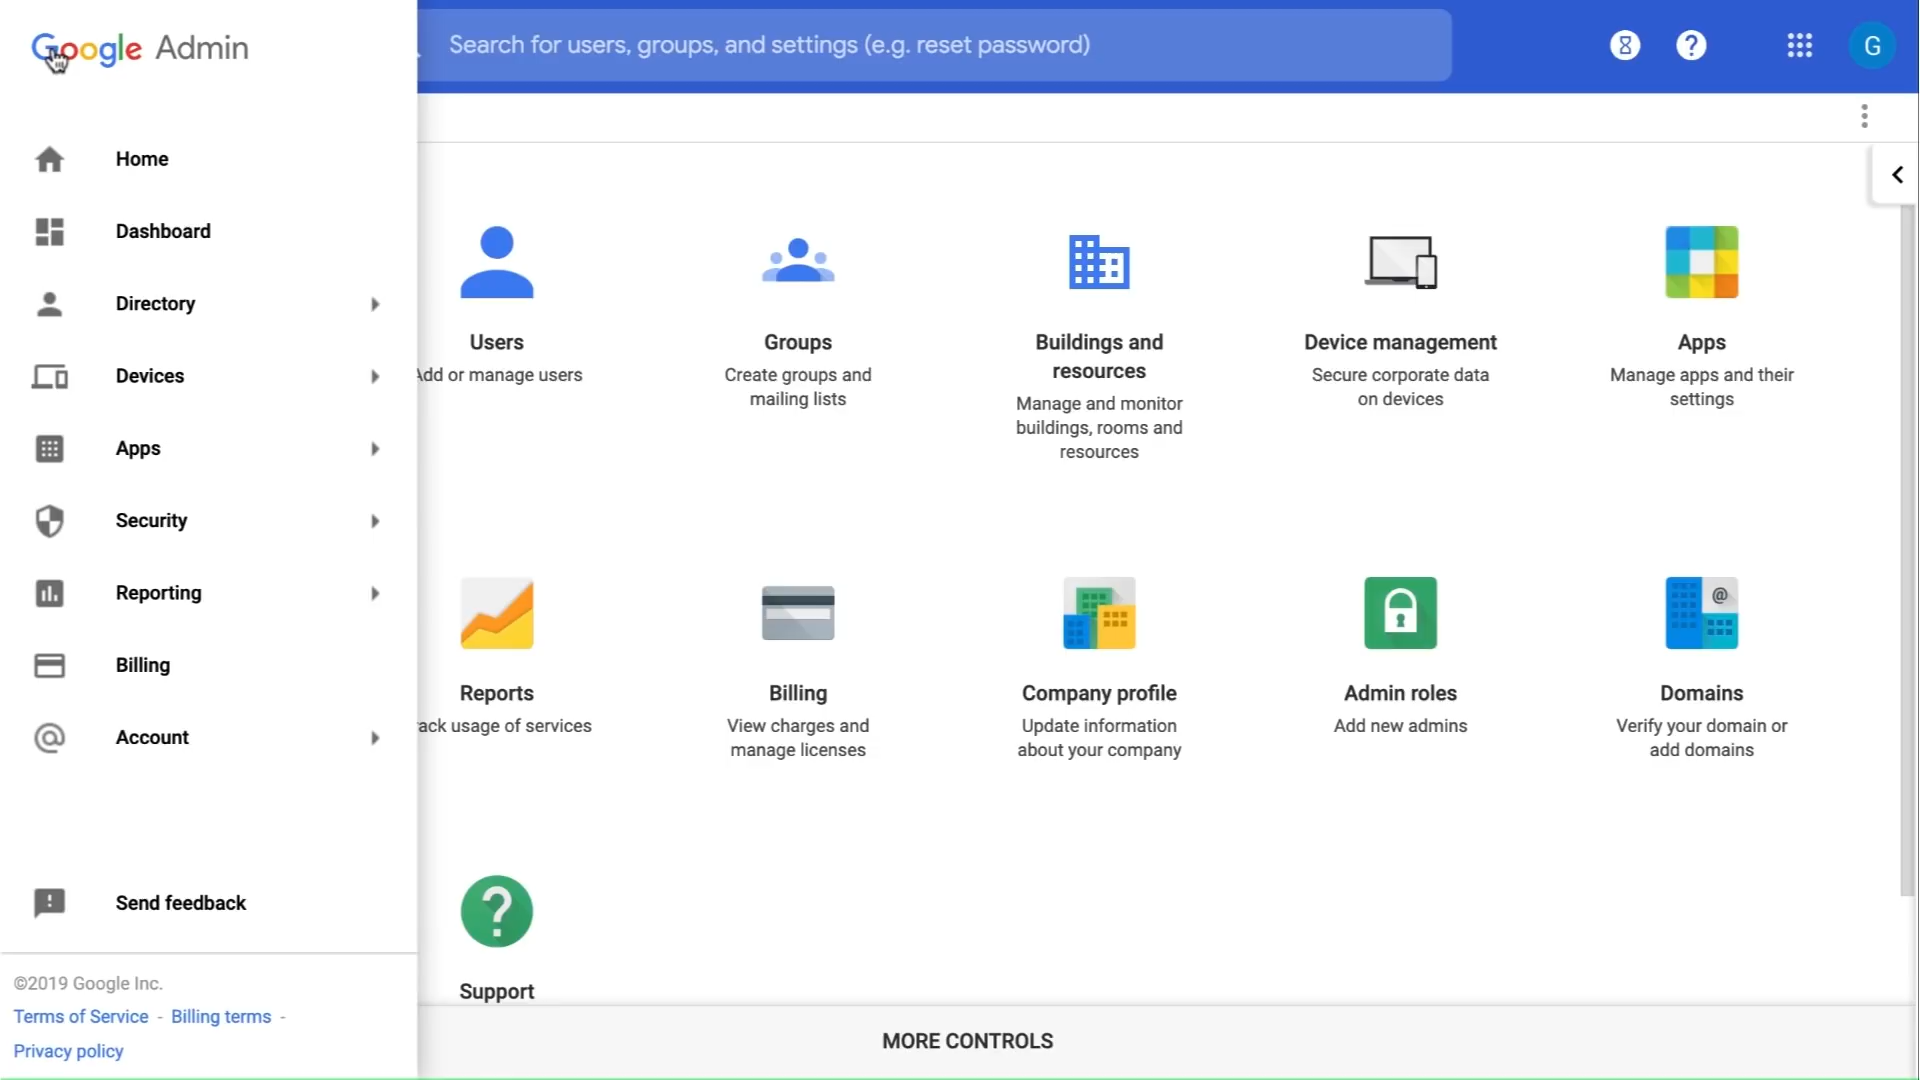 Google Admin
Search for users, groups, and settings (e.g. reset password)
G
Home
Dashboard
Directory
Devices
Apps
Security
Reporting
Billing
Account
Send feedback
©2019 Google Inc.
Terms of Service - Billing terms -
Privacy policy
Users
Add or manage users
Groups
Create groups and
mailing lists
Buildings and
resources
Manage and monitor
buildings, rooms and
resources
Device management
Secure corporate data
on devices
Apps
Manage apps and their
settings
Reports
ack usage of services
Billing
View charges and
manage licenses
Company profile
Update information
about your company
Admin roles
Add new admins
@
Domains
Verify your domain or
add domains
Support
MORE CONTROLS